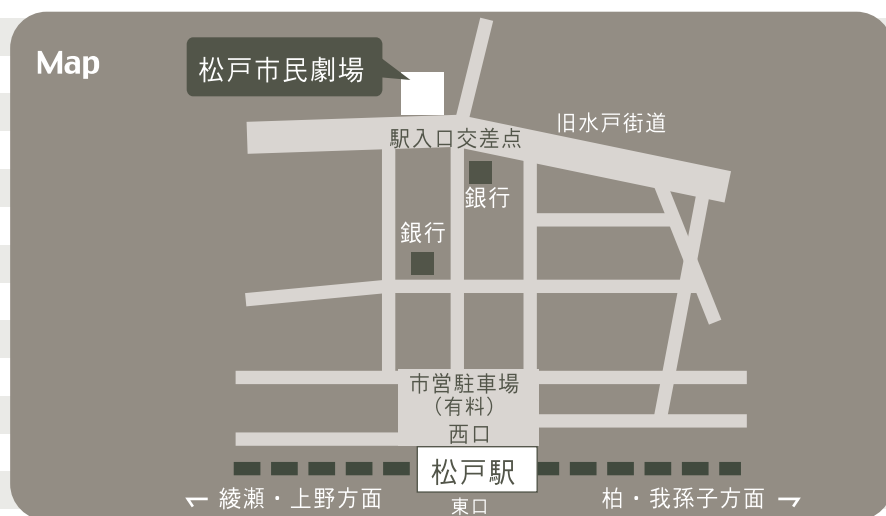 Map
松戸市民劇場
旧水戸街道
駅入口交差点
銀行
銀行
市営駐車場
（有料）
西口
松戸駅
綾瀬・上野方面
柏・我孫子方面
東口